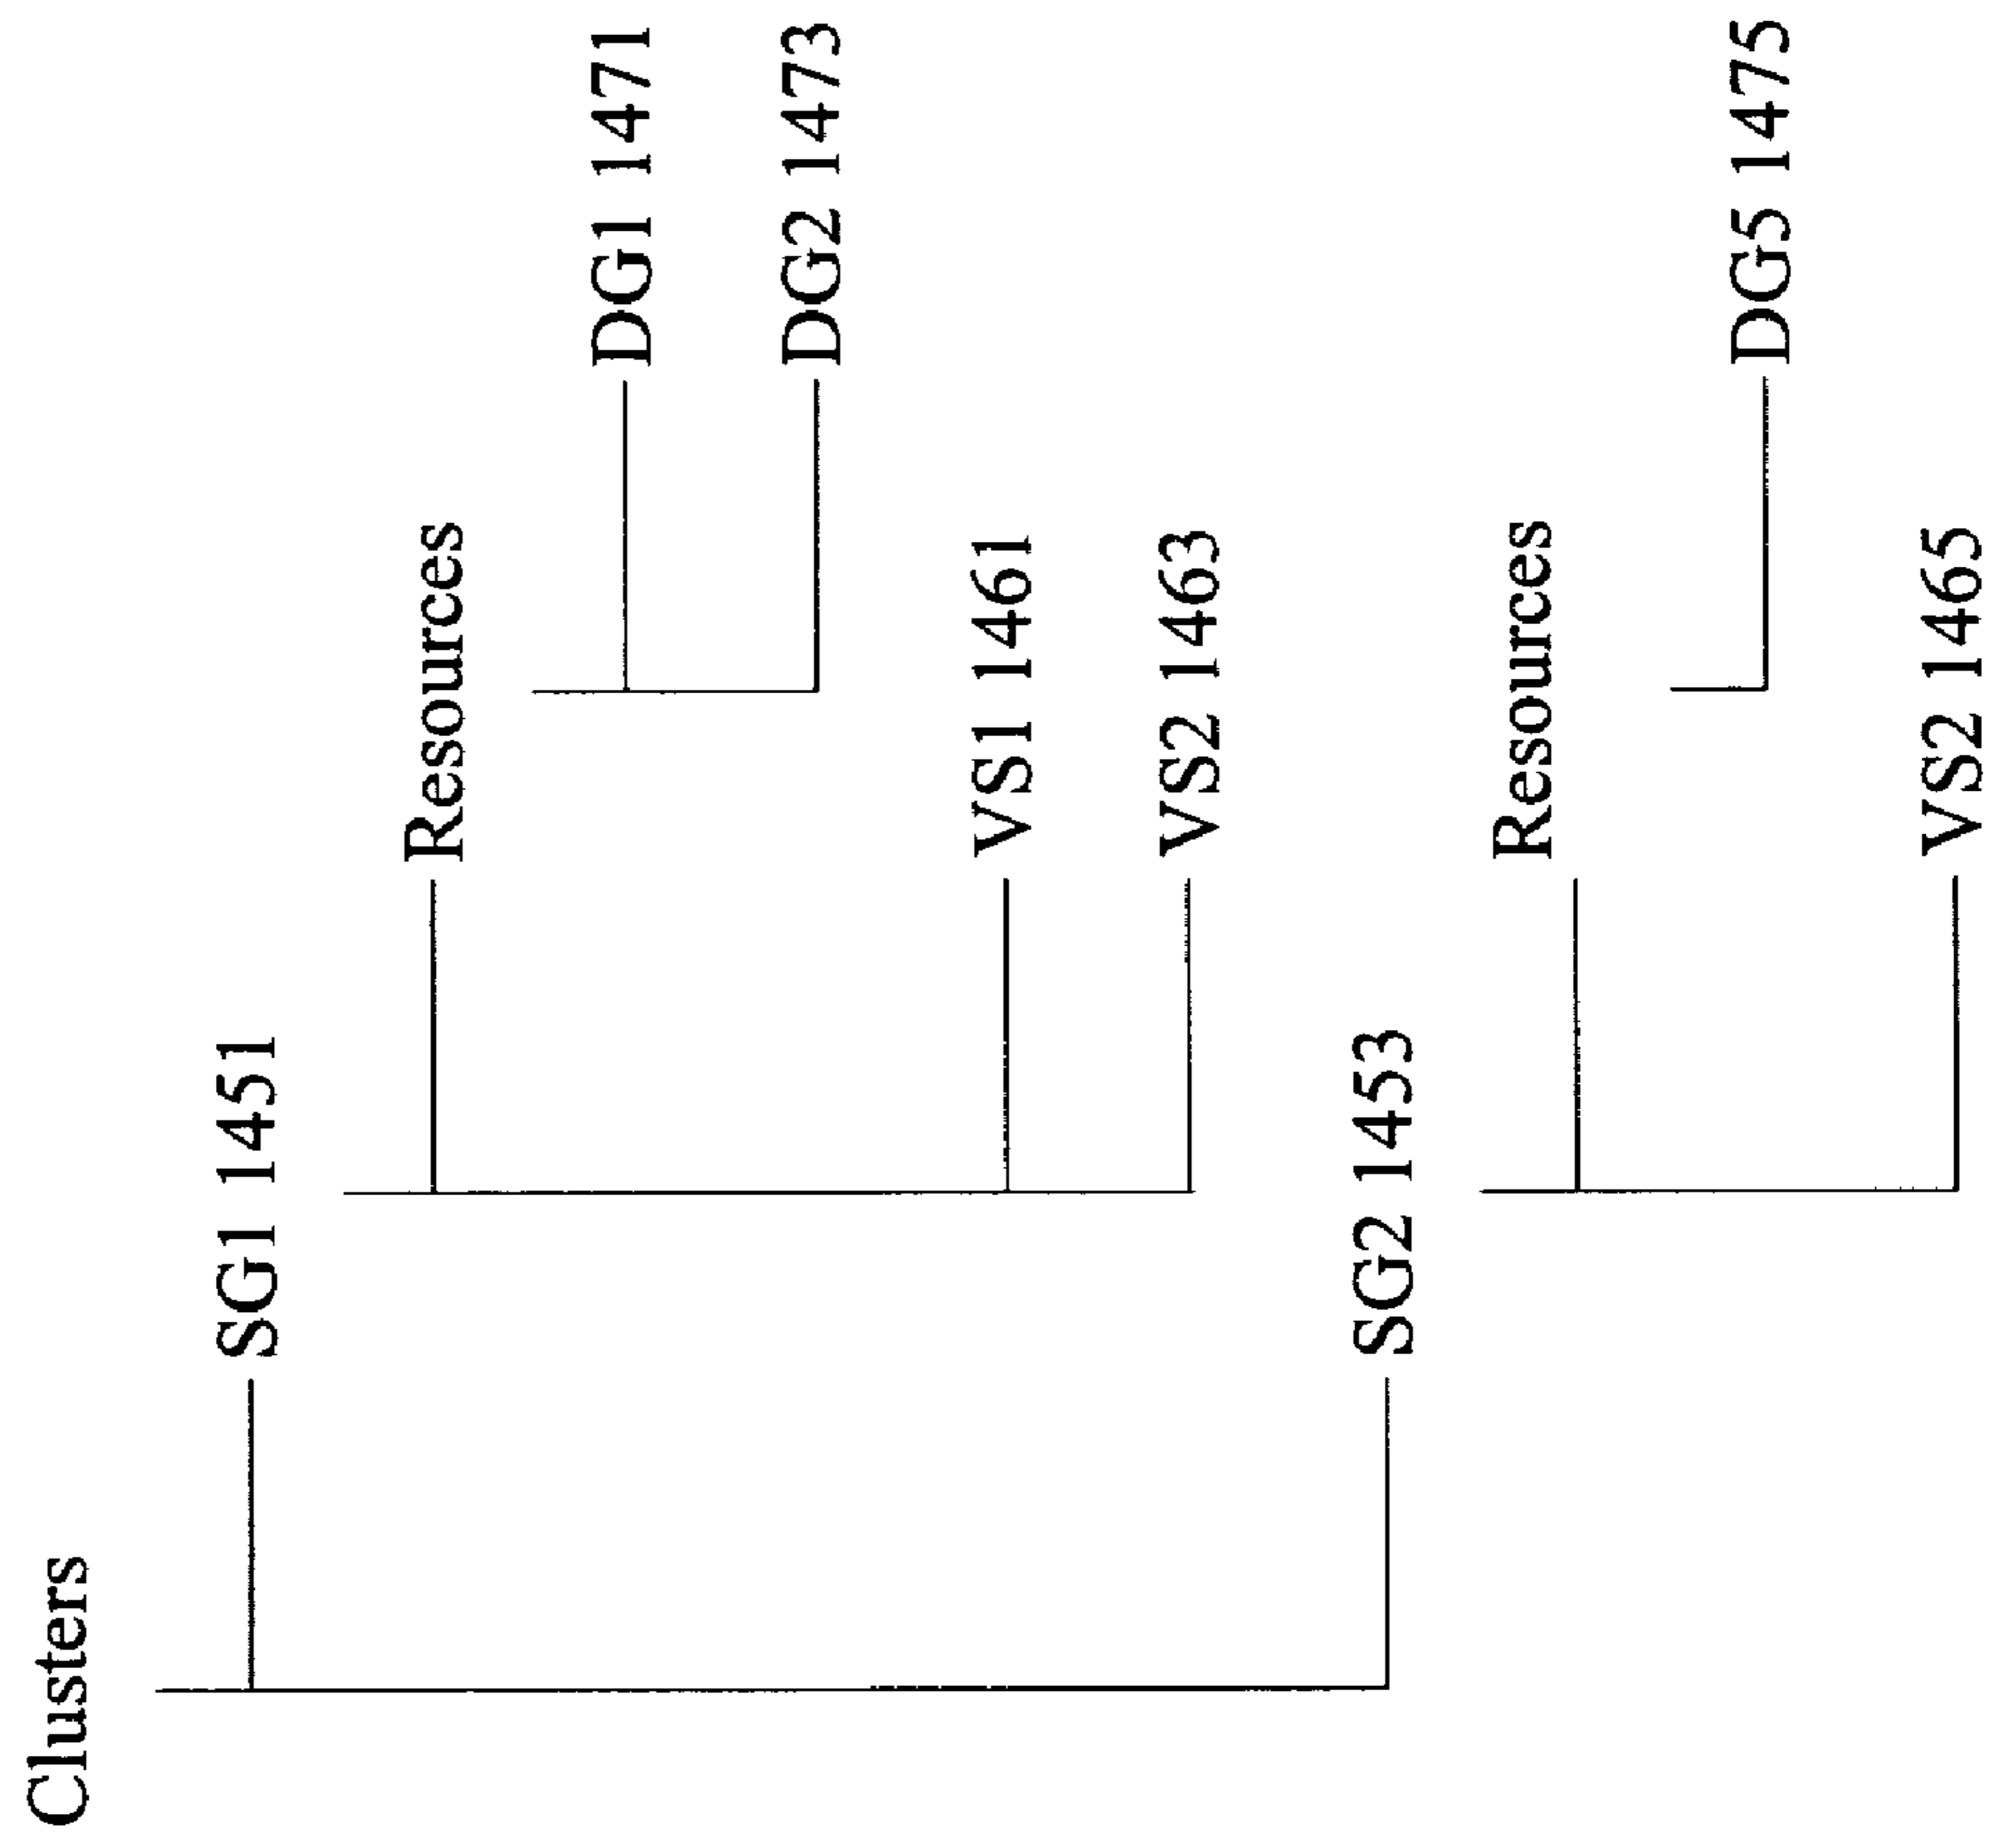 Clusters
SG1 1451
Resources
DG1 1471
DG2 1473
VS1 1461
VS2 1463
SG2 1453
Resources
DG5 1475
VS2 1465